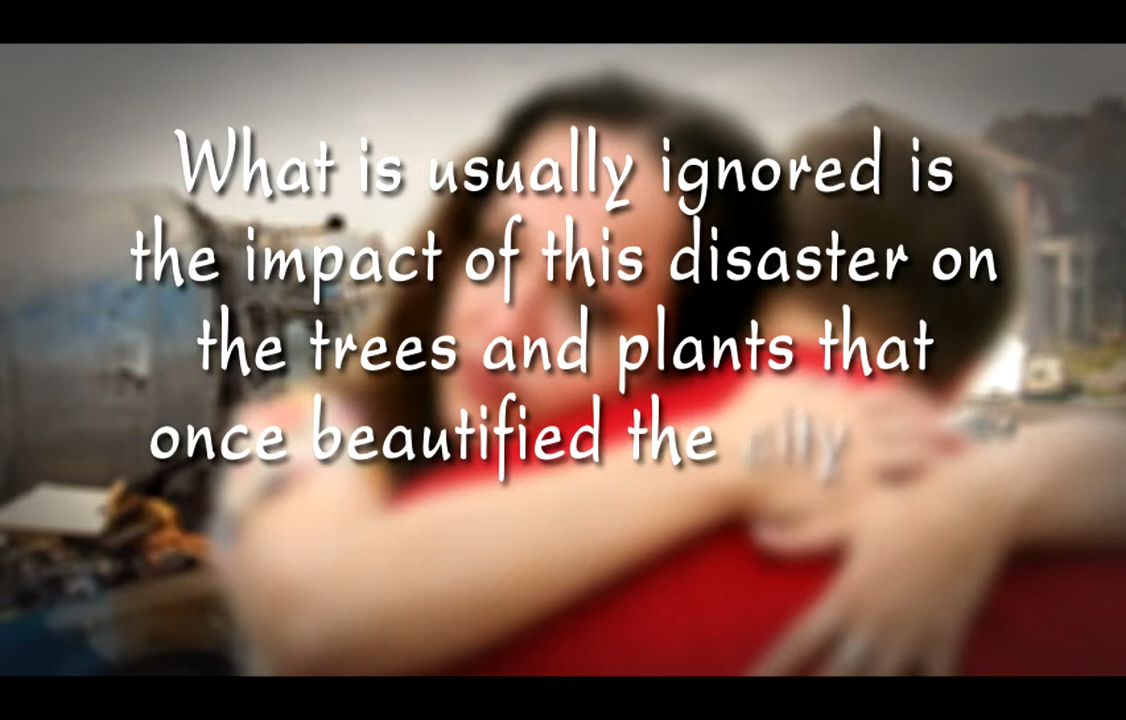 What is usually ignored is
the impact of this disaster on
the trees and plants that
once beautified the city